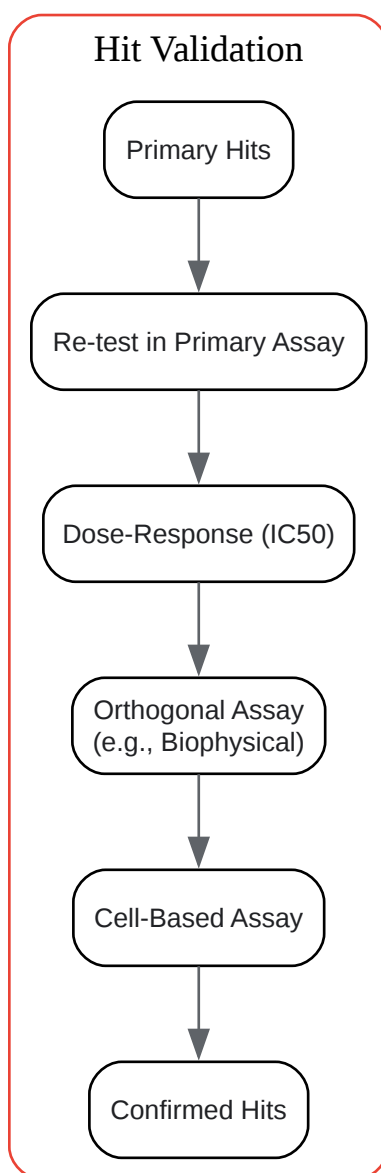 Hit Validation
Primary Hits
Re-test in Primary Assay
Dose-Response (IC50)
Orthogonal Assay
(e.g., Biophysical)
Cell-Based Assay
Confirmed Hits